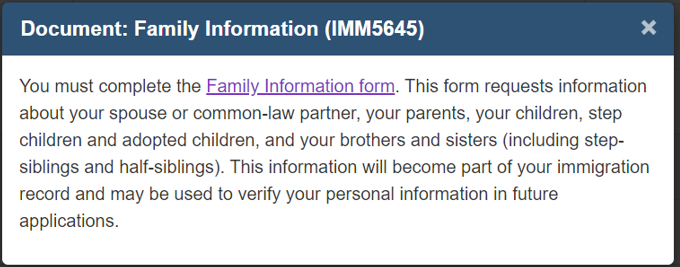 Document: Family Information (IMM5645)
You must complete the Family Information form. This form requests information
about your spouse or common-law partner, your parents, your children, step
children and adopted children, and your brothers and sisters (including step-
siblings and half-siblings). This information will become part of your immigration
record and may be used to verify your personal information in future
applications.